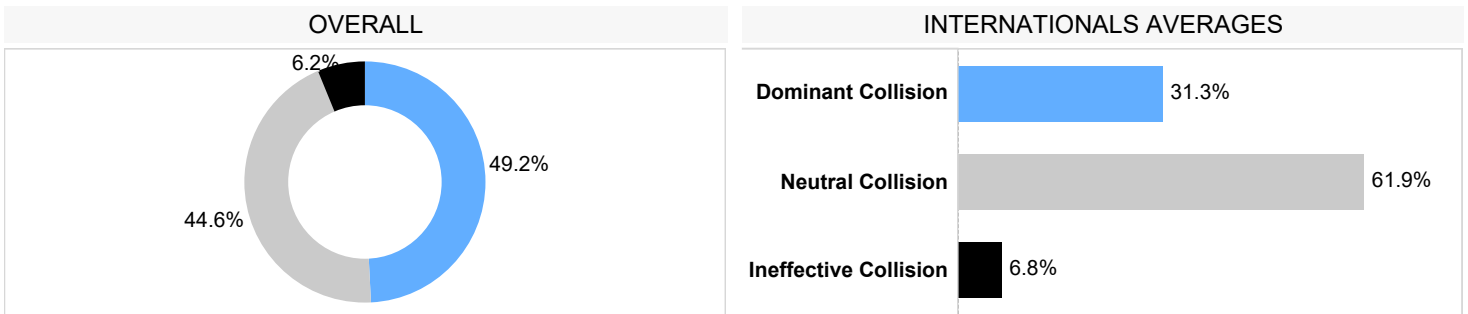 OVERALL
6.2%
49.2%
44.6%
INTERNATIONALS AVERAGES
Dominant Collision 31.3%
Neutral Collision 61.9%
Ineffective Collision 6.8%